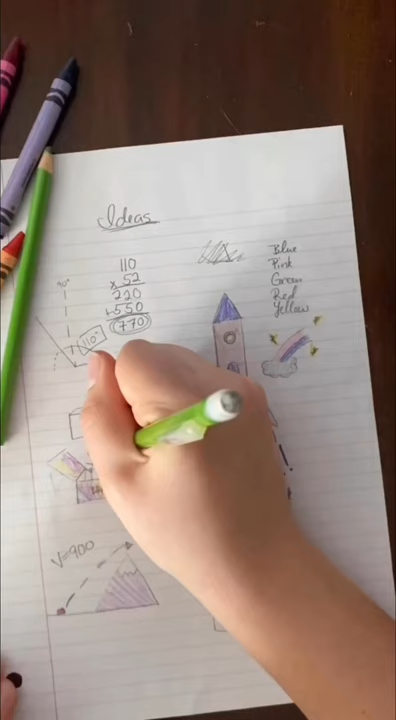 Ideas
110
x 52
220
+550
770
Blue
Pink
Green
Red
Yellow
90°
110°
V=900